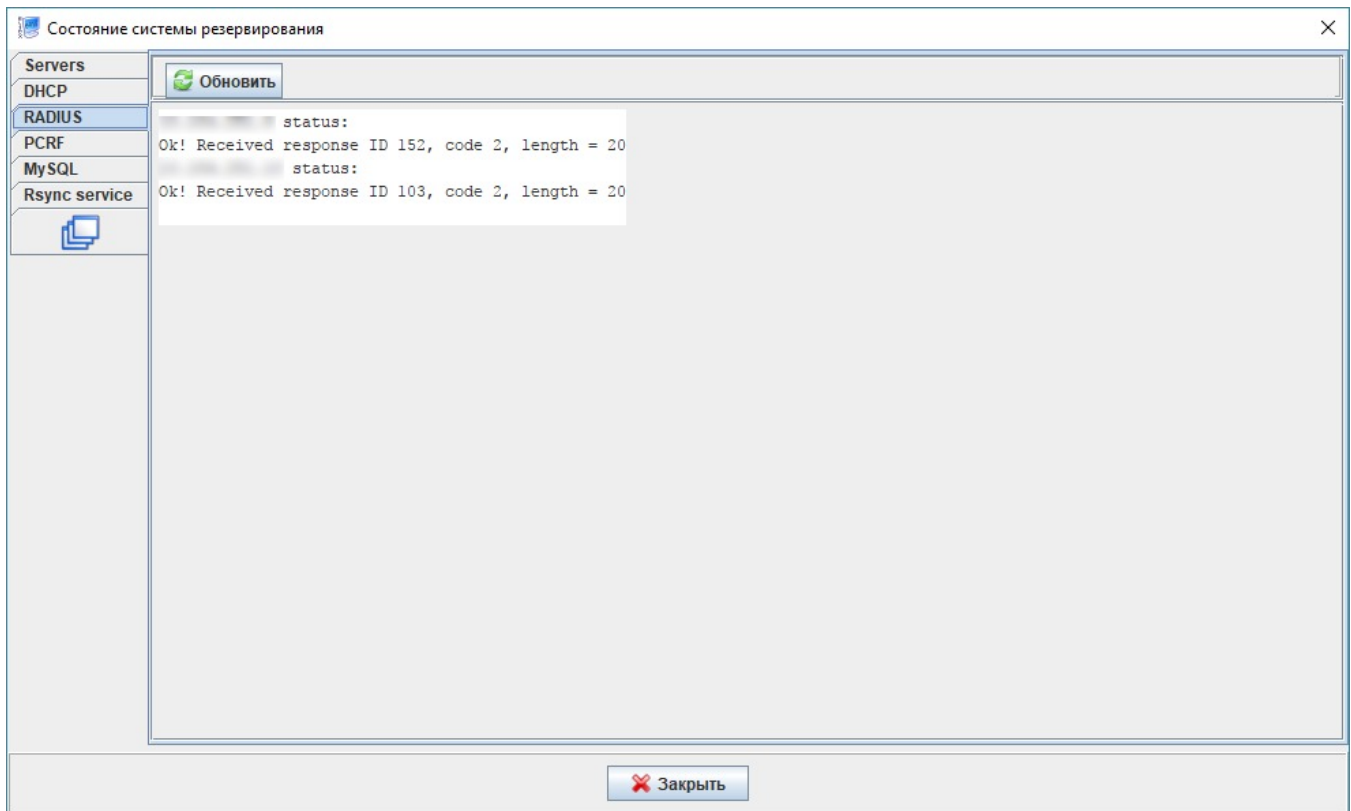 Состояние системы резервирования
Servers
DHCP
RADIUS
PCRF
MySQL
Rsync service
Обновить
status:
Ok! Received response ID 152, code 2, length = 20
status:
Ok! Received response ID 103, code 2, length = 20
Закрыть